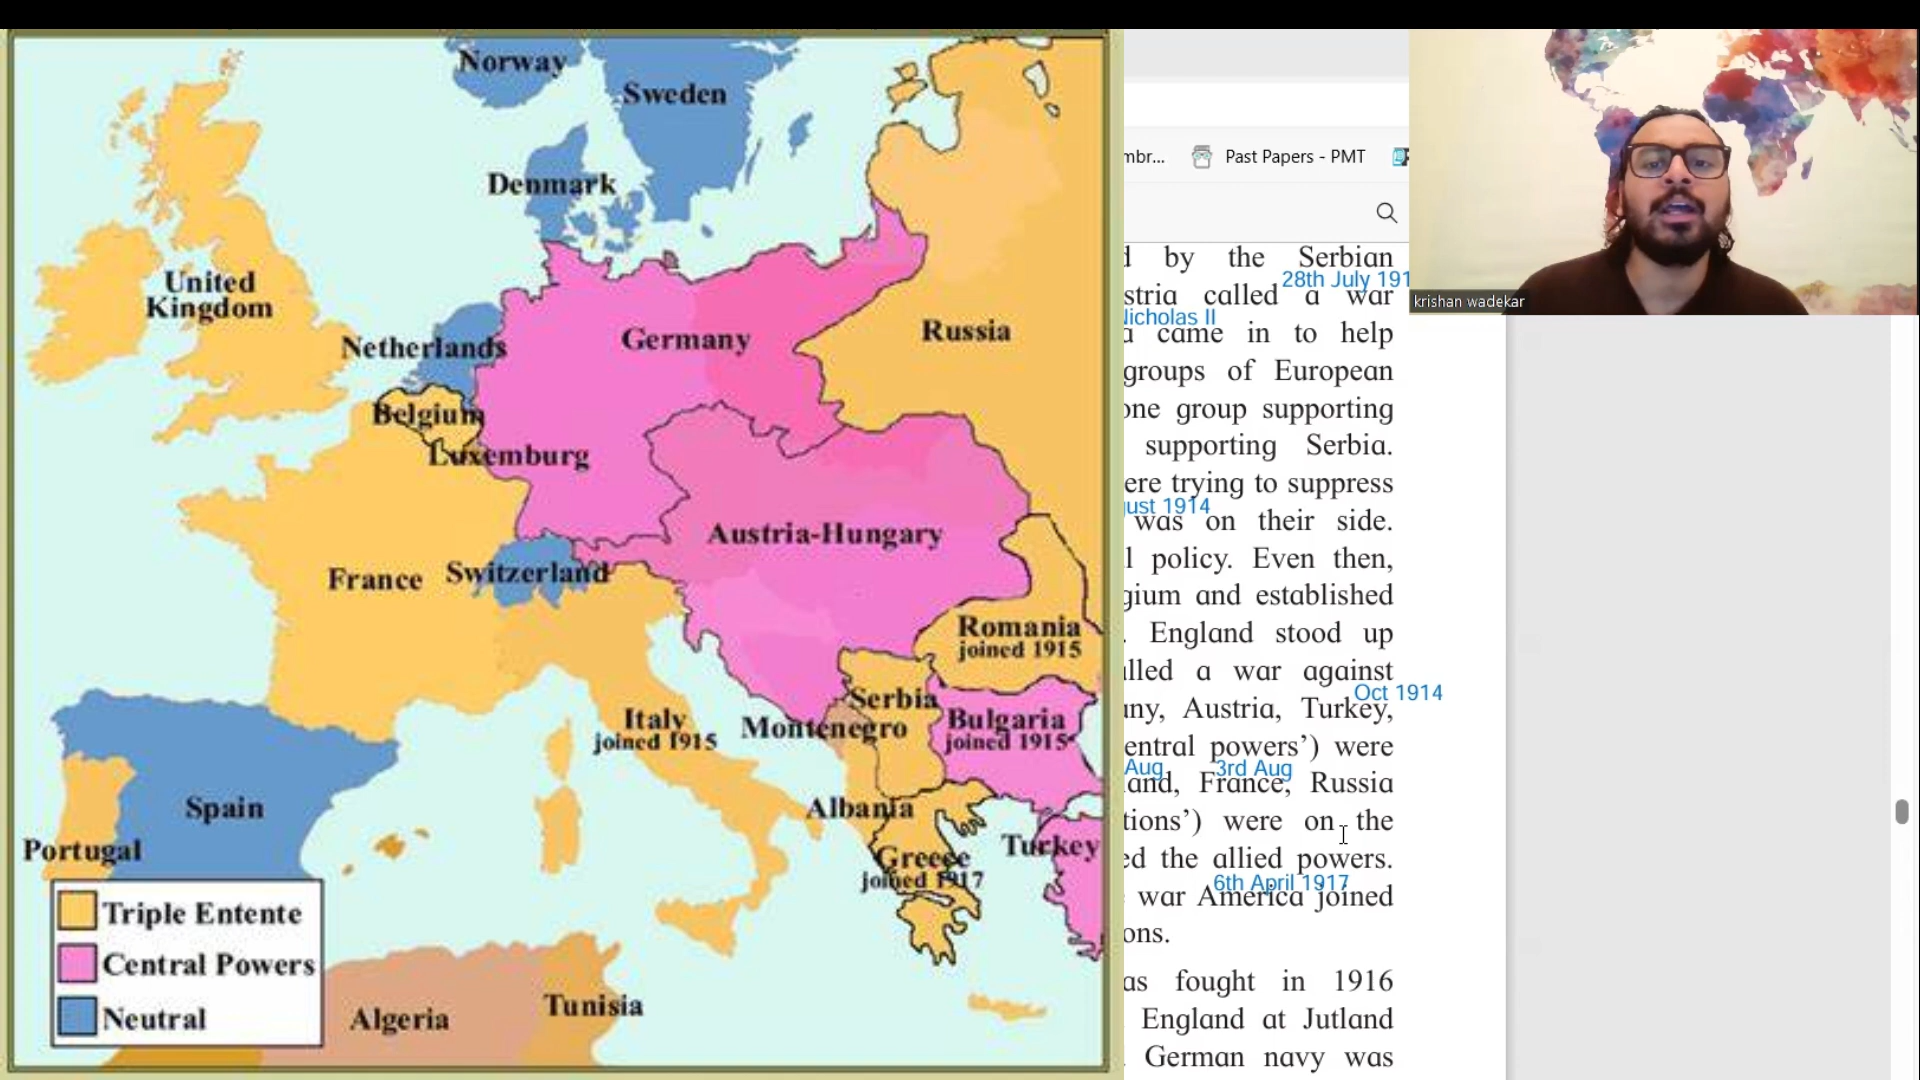 Norway
Sweden
Denmark
United
Kingdom
Netherlands
Germany
Russia
Belgium
Luxemburg
Austria-Hungary
France
Switzerland
Romania
joined 1915
Serbia
Italy
joined 1915
Montenegro
Bulgaria
joined 1915
Spain
Albania
Portugal
Turkey
Greece
joined 1917
Triple Entente
Central Powers
Neutral
Algeria
Tunisia
mbr...
Past Papers - PMT
krishan wadekar
by the Serbian
28th July 191
stria called a war
Nicholas II
came in to help
groups of European
one group supporting
supporting Serbia.
ere trying to suppress
gust 1914
was on their side.
l policy. Even then,
gium and established
. England stood up
lled a war against
Oct 1914
ny, Austria, Turkey,
entral powers’) were
Aug 3rd Aug
and, France, Russia
tions’) were on the
ed the allied powers.
6th April 1917
war America joined
ons.
as fought in 1916
England at Jutland
German navy was